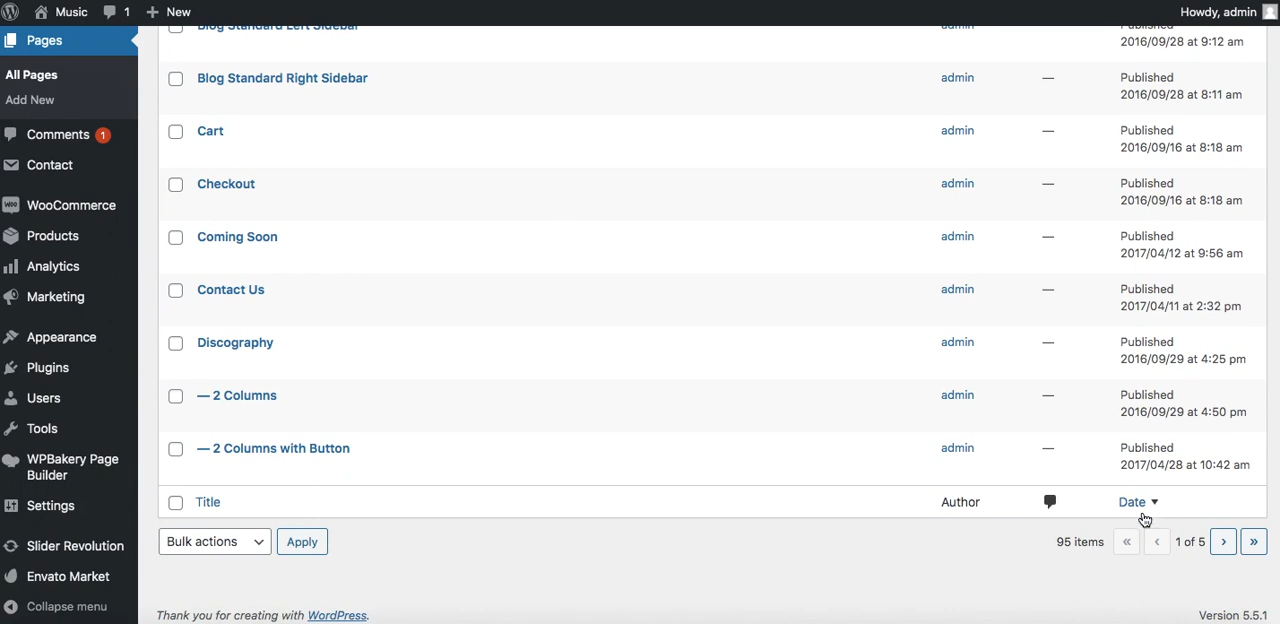 Music 1 + New Howdy, admin
Pages
All Pages
Add New
Comments 1
Contact
WooCommerce
Products
Analytics
Marketing
Appearance
Plugins
Users
Tools
WPBakery Page
Builder
Settings
Slider Revolution
Envato Market
Collapse menu
Blog Standard Left Sidebar admin Published
2016/09/28 at 9:12 am
Blog Standard Right Sidebar admin — Published
2016/09/28 at 8:11 am
Cart admin — Published
2016/09/16 at 8:18 am
Checkout admin — Published
2016/09/16 at 8:18 am
Coming Soon admin — Published
2017/04/12 at 9:56 am
Contact Us admin — Published
2017/04/11 at 2:32 pm
Discography admin — Published
2016/09/29 at 4:25 pm
— 2 Columns admin — Published
2016/09/29 at 4:50 pm
— 2 Columns with Button admin — Published
2017/04/28 at 10:42 am
Title Author Date
Bulk actions Apply 95 items « ‹ 1 of 5 › »
Thank you for creating with WordPress. Version 5.5.1